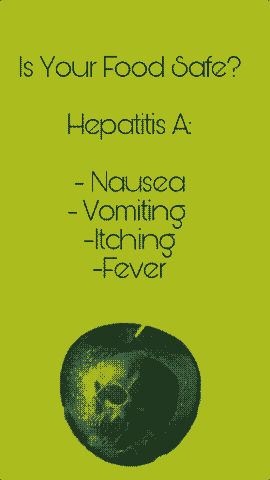 Is Your Food Safe?
Hepatitis A:
- Nausea
- Vomiting
-Itching
-Fever